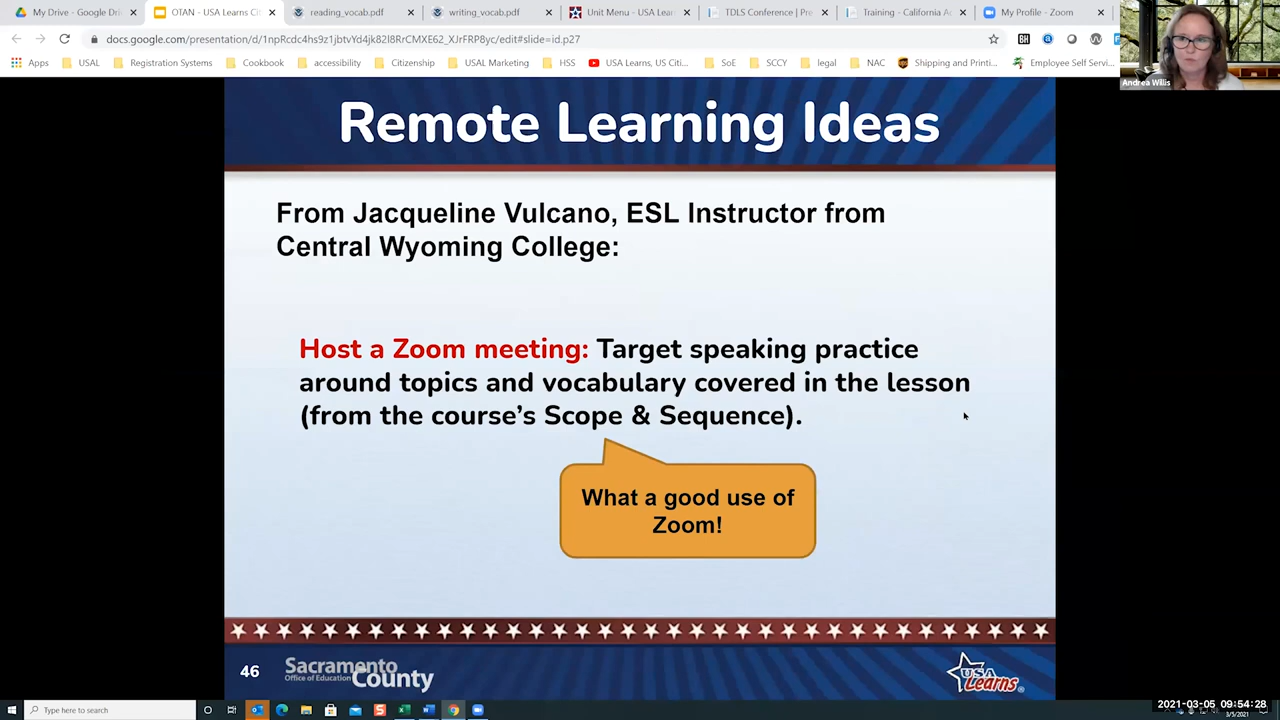 My Drive - Google Dri
OTAN - USA Learns Cit
reading_vocab.pdf
writing_vocab.pdf
Unit Menu - USA Lea
TDLS Conference | Pre
Training - California Ac
My Profile - Zoom
docs.google.com/presentation/d/1npRcdc4hs9z1jbtvYd4jk82l8RrCMXE62_XJrFRP8yc/edit#slide=id.p27
Apps
USAL
Registration Systems
Cookbook
accessibility
Citizenship
USAL Marketing
HSS
USA Learns, US Citi...
SoE
SCCY
legal
NAC
Shipping and Printi...
Employee Self Servi...
Andrea Willis
Remote Learning Ideas
From Jacqueline Vulcano, ESL Instructor from
Central Wyoming College:
Host a Zoom meeting: Target speaking practice
around topics and vocabulary covered in the lesson
(from the course’s Scope & Sequence).
What a good use of
Zoom!
46
Sacramento
Office of Education
County
USA
Learns®
Type here to search
2021-03-05 09:54:28
3/5/2021